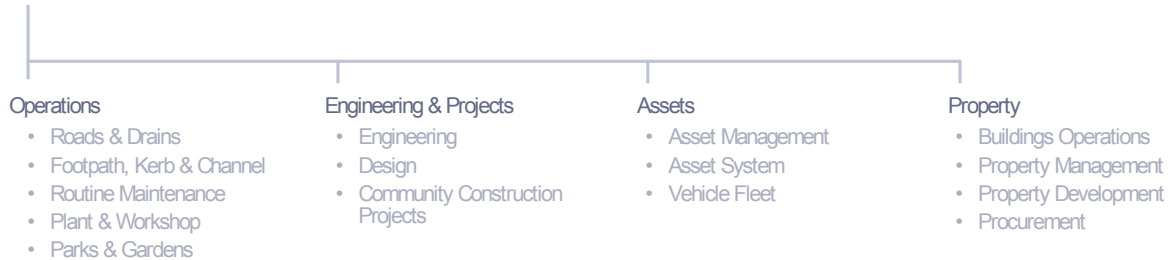 Operations
• Roads & Drains
• Footpath, Kerb & Channel
• Routine Maintenance
• Plant & Workshop
• Parks & Gardens
Engineering & Projects
• Engineering
• Design
• Community Construction
Projects
Assets
• Asset Management
• Asset System
• Vehicle Fleet
Property
• Buildings Operations
• Property Management
• Property Development
• Procurement